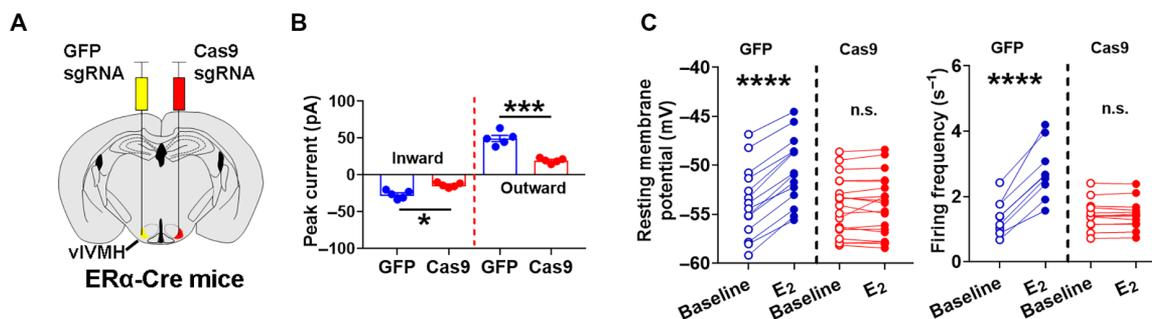 A
GFP
sgRNA
Cas9
sgRNA
vlVMH
ERα-Cre mice
B
Peak current (pA)
100
50
0
−50
−100
Inward
Outward
*
***
GFP Cas9 GFP Cas9
C
GFP Cas9
Resting membrane
potential (mV)
−40
−50
−55
−60
****
n.s.
Baseline E2 Baseline E2
GFP Cas9
Firing frequency (s−1)
6
4
2
0
****
n.s.
Baseline E2 Baseline E2